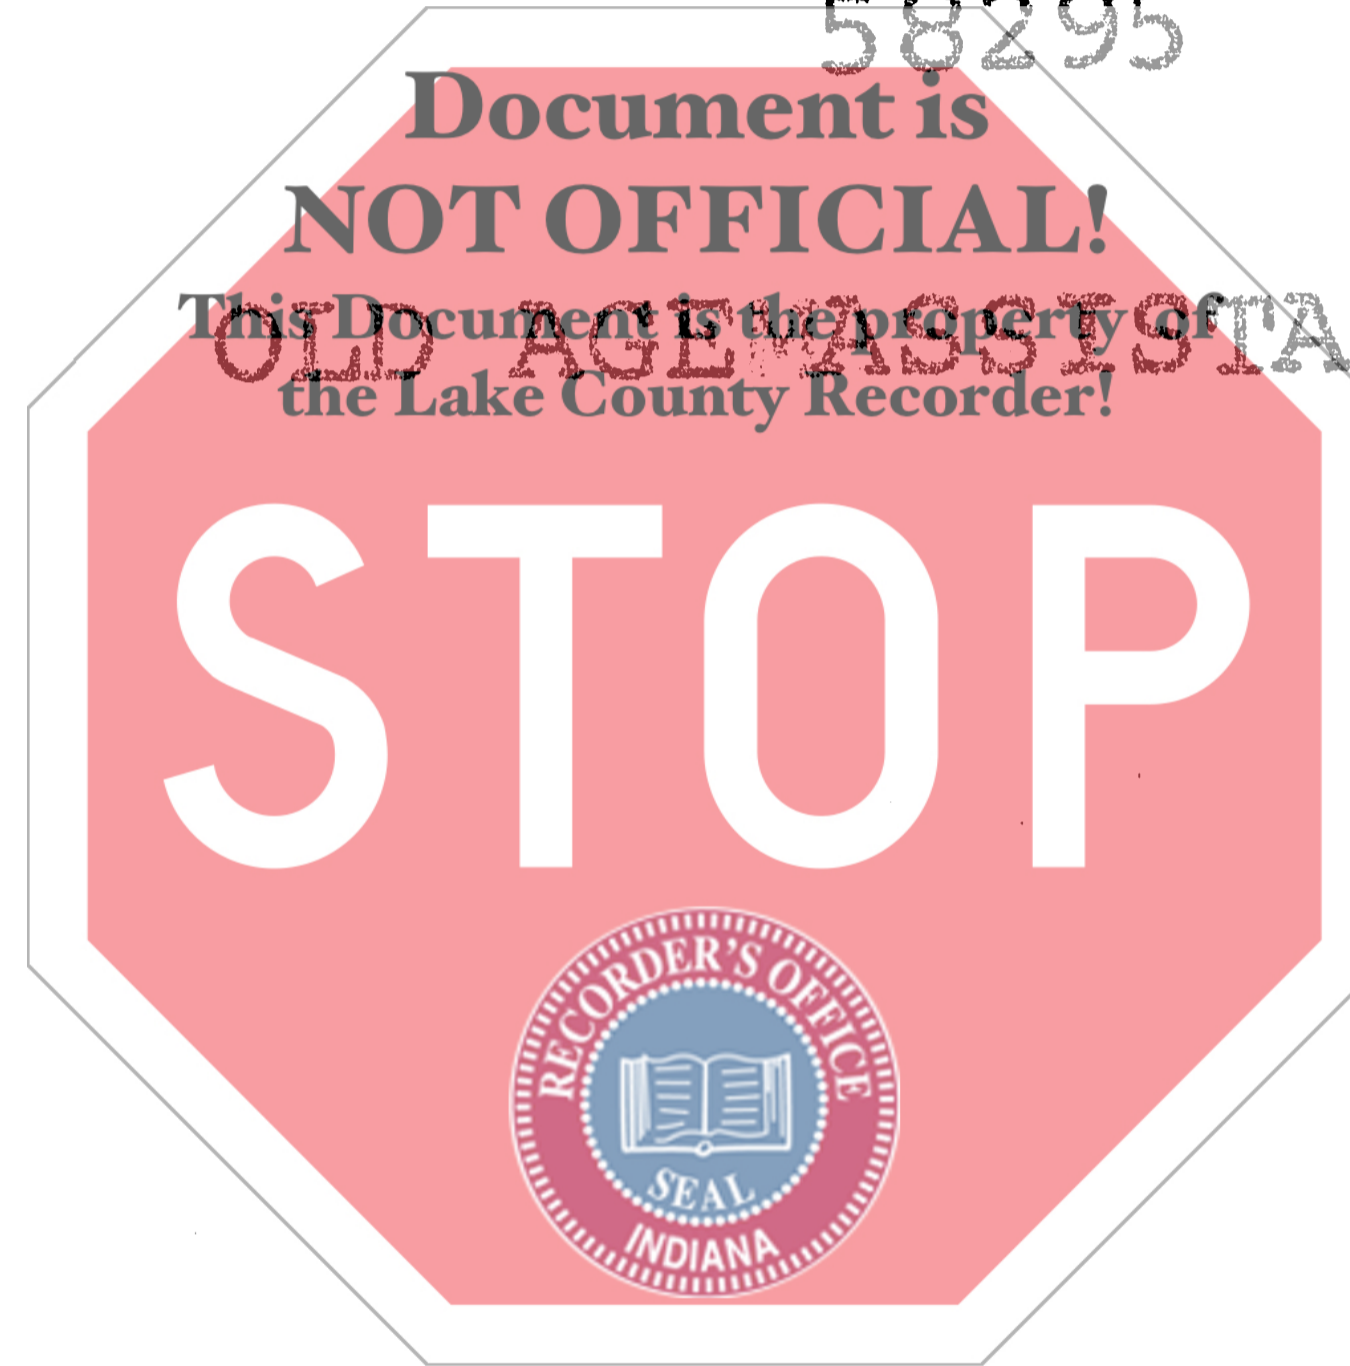 58295
Document is
NOT OFFICIAL!
This Document is the property of
OLD AGE ASSISTA
the Lake County Recorder!
STOP
RECORDER'S OFFICE
SEAL
INDIANA